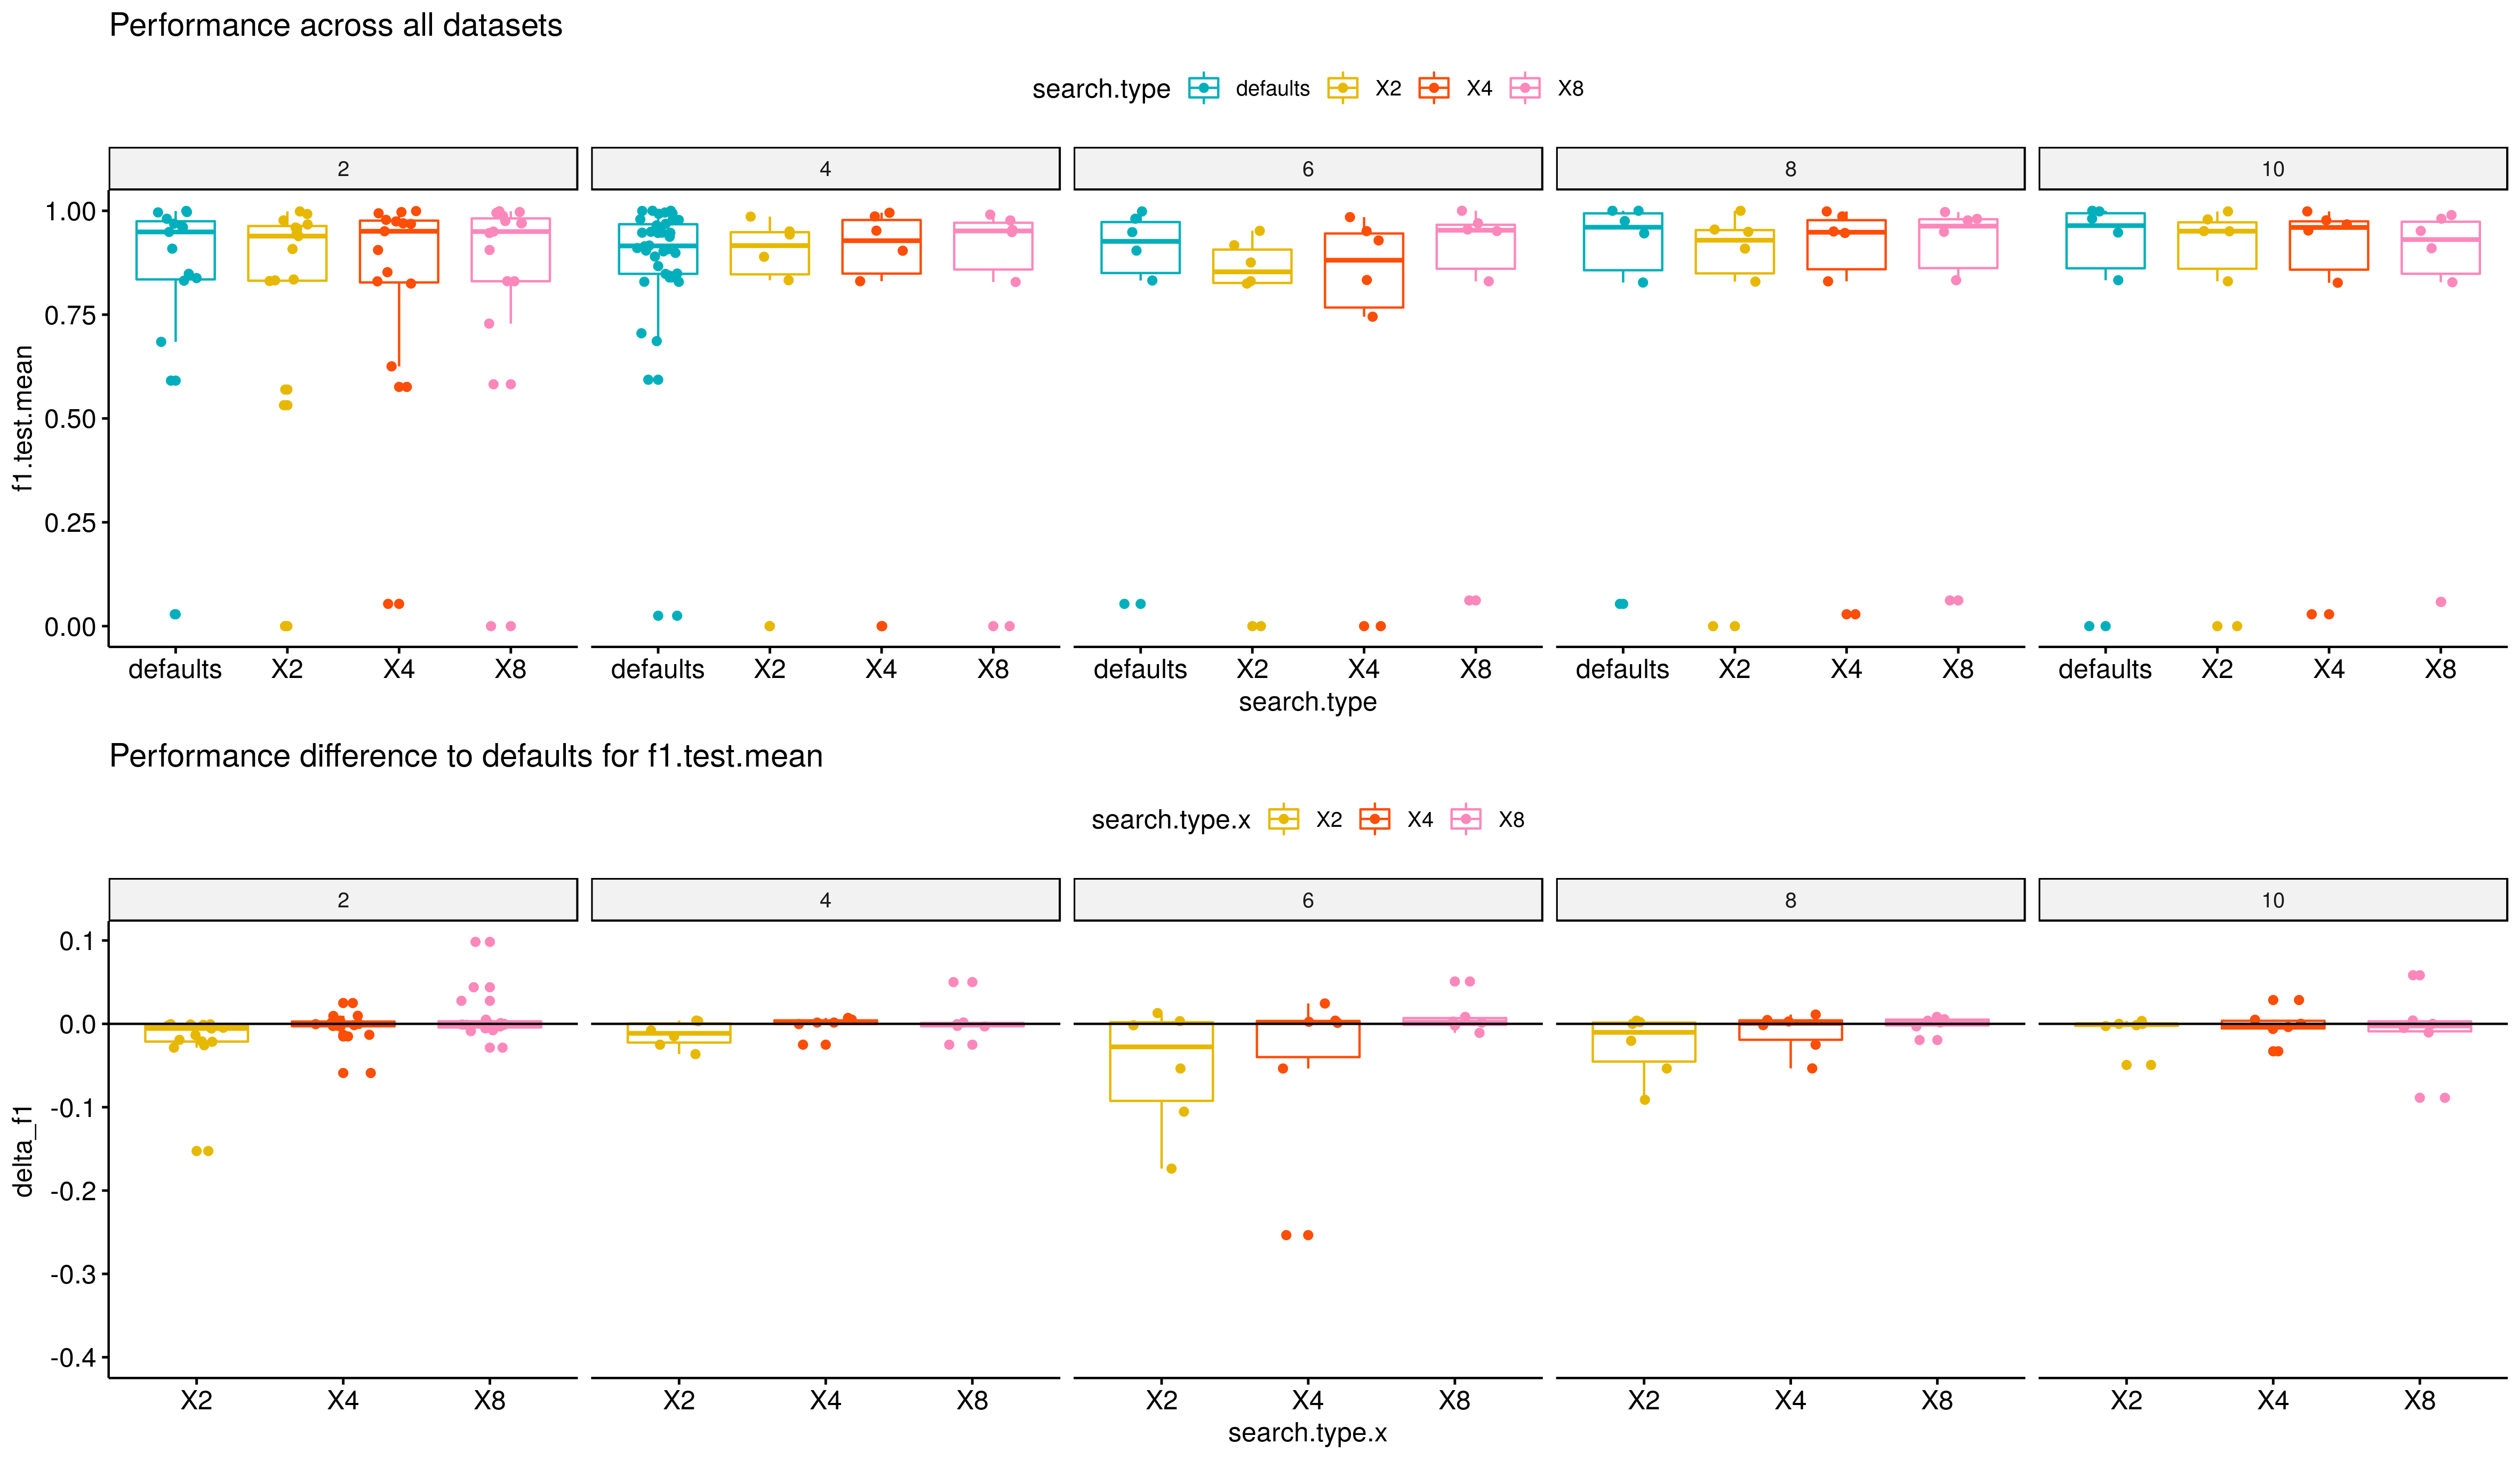 Performance across all datasets
search.type defaults X2 X4 X8
2 4 6 8 10
1.00
0.75
0.50
0.25
0.00
f1.test.mean
defaults X2 X4 X8 defaults X2 X4 X8 defaults X2 X4 X8 defaults X2 X4 X8 defaults X2 X4 X8
search.type
Performance difference to defaults for f1.test.mean
search.type.x X2 X4 X8
2 4 6 8 10
0.1
0.0
-0.1
-0.2
-0.3
-0.4
delta_f1
X2 X4 X8 X2 X4 X8 X2 X4 X8 X2 X4 X8 X2 X4 X8
search.type.x